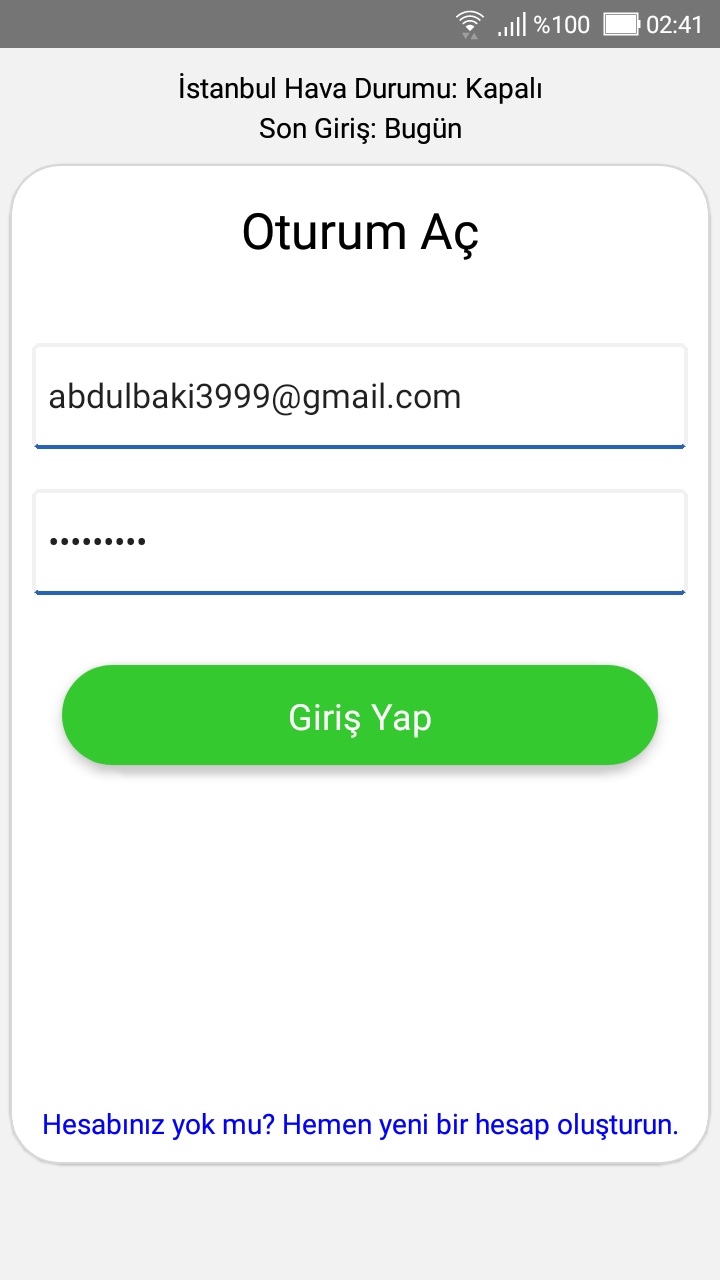 %100 02:41
İstanbul Hava Durumu: Kapalı
Son Giriş: Bugün
Oturum Aç
abdulbaki3999@gmail.com
•••••••••
Giriş Yap
Hesabınız yok mu? Hemen yeni bir hesap oluşturun.